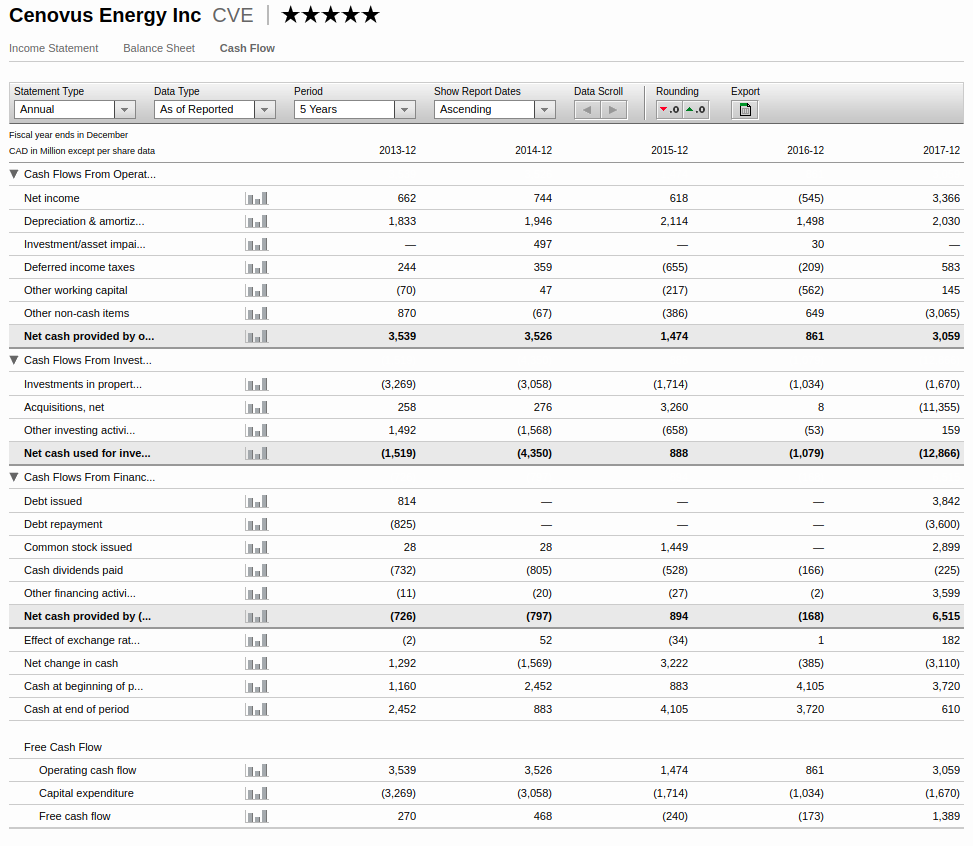 Cenovus Energy Inc CVE ★★★★★
Income Statement Balance Sheet Cash Flow
Statement Type Data Type Period Show Report Dates Data Scroll Rounding Export
Annual As of Reported 5 Years Ascending .0 .0
Fiscal year ends in December
CAD in Million except per share data 2013-12 2014-12 2015-12 2016-12 2017-12
Cash Flows From Operat...
Net income 662 744 618 (545) 3,366
Depreciation & amortiz... 1,833 1,946 2,114 1,498 2,030
Investment/asset impai... — 497 — 30 —
Deferred income taxes 244 359 (655) (209) 583
Other working capital (70) 47 (217) (562) 145
Other non-cash items 870 (67) (386) 649 (3,065)
Net cash provided by o... 3,539 3,526 1,474 861 3,059
Cash Flows From Invest...
Investments in propert... (3,269) (3,058) (1,714) (1,034) (1,670)
Acquisitions, net 258 276 3,260 8 (11,355)
Other investing activi... 1,492 (1,568) (658) (53) 159
Net cash used for inve... (1,519) (4,350) 888 (1,079) (12,866)
Cash Flows From Financ...
Debt issued 814 — — — 3,842
Debt repayment (825) — — — (3,600)
Common stock issued 28 28 1,449 — 2,899
Cash dividends paid (732) (805) (528) (166) (225)
Other financing activi... (11) (20) (27) (2) 3,599
Net cash provided by (... (726) (797) 894 (168) 6,515
Effect of exchange rat... (2) 52 (34) 1 182
Net change in cash 1,292 (1,569) 3,222 (385) (3,110)
Cash at beginning of p... 1,160 2,452 883 4,105 3,720
Cash at end of period 2,452 883 4,105 3,720 610
Free Cash Flow
Operating cash flow 3,539 3,526 1,474 861 3,059
Capital expenditure (3,269) (3,058) (1,714) (1,034) (1,670)
Free cash flow 270 468 (240) (173) 1,389